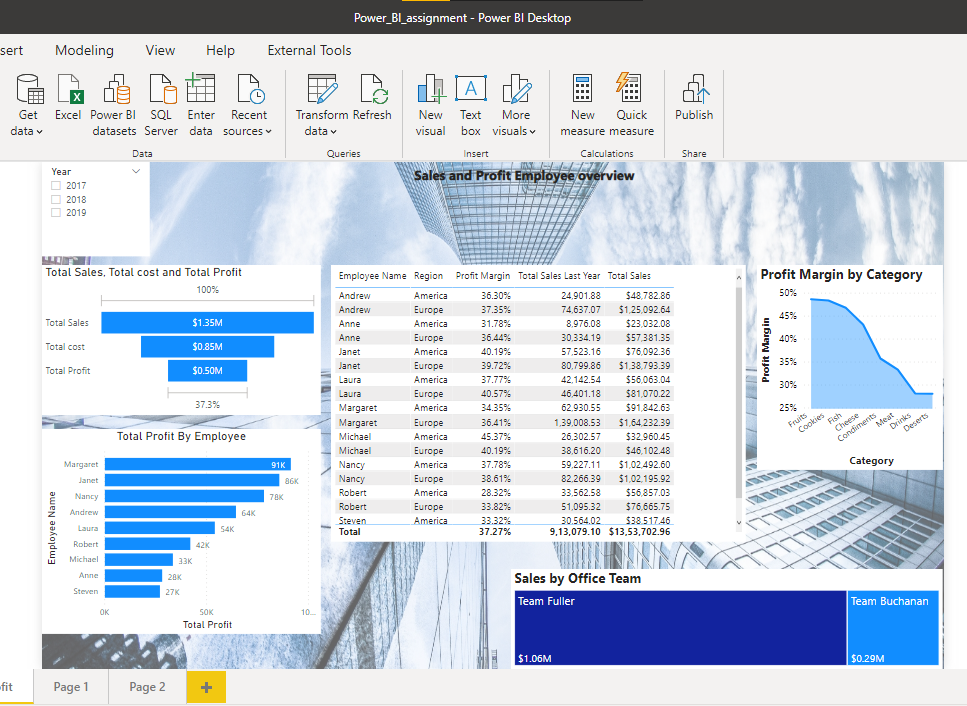 Power_BI_assignment - Power BI Desktop
sert Modeling View Help External Tools
Get data
Excel
Power BI datasets
SQL Server
Enter data
Recent sources
Transform data
Refresh
New visual
Text box
More visuals
New measure
Quick measure
Publish
Data Queries Insert Calculations Share
Year
2017
2018
2019
Sales and Profit Employee overview
Total Sales, Total cost and Total Profit
100%
Total Sales $1.35M
Total cost $0.85M
Total Profit $0.50M
37.3%
Total Profit By Employee
Employee Name
Margaret 91K
Janet 86K
Nancy 78K
Andrew 64K
Laura 54K
Robert 42K
Michael 33K
Anne 28K
Steven 27K
0K 50K 10...
Total Profit
Employee Name Region Profit Margin Total Sales Last Year Total Sales
Andrew America 36.30% 24,901.88 $48,782.86
Andrew Europe 37.35% 74,637.07 $1,25,092.64
Anne America 31.78% 8,976.08 $23,032.08
Anne Europe 36.44% 30,334.19 $57,381.35
Janet America 40.19% 57,523.16 $76,092.36
Janet Europe 39.72% 80,799.86 $1,38,793.39
Laura America 37.77% 42,142.54 $56,063.04
Laura Europe 40.57% 46,401.18 $81,070.22
Margaret America 34.35% 62,930.55 $91,842.63
Margaret Europe 36.41% 1,39,008.53 $1,64,232.39
Michael America 45.37% 26,302.57 $32,960.45
Michael Europe 40.19% 38,616.20 $46,102.48
Nancy America 37.78% 59,227.11 $1,02,492.60
Nancy Europe 38.61% 82,266.39 $1,02,195.92
Robert America 28.32% 33,562.58 $56,857.03
Robert Europe 33.82% 51,095.32 $76,665.75
Steven America 33.32% 30,564.02 $38,517.46
Total 37.27% 9,13,079.10 $13,53,702.96
Profit Margin by Category
Profit Margin
50%
45%
40%
35%
30%
25%
Fruits Cookies Fish Cheese Condiments Meat Drinks Deserts
Category
Sales by Office Team
Team Fuller Team Buchanan
$1.06M $0.29M
fit Page 1 Page 2 +